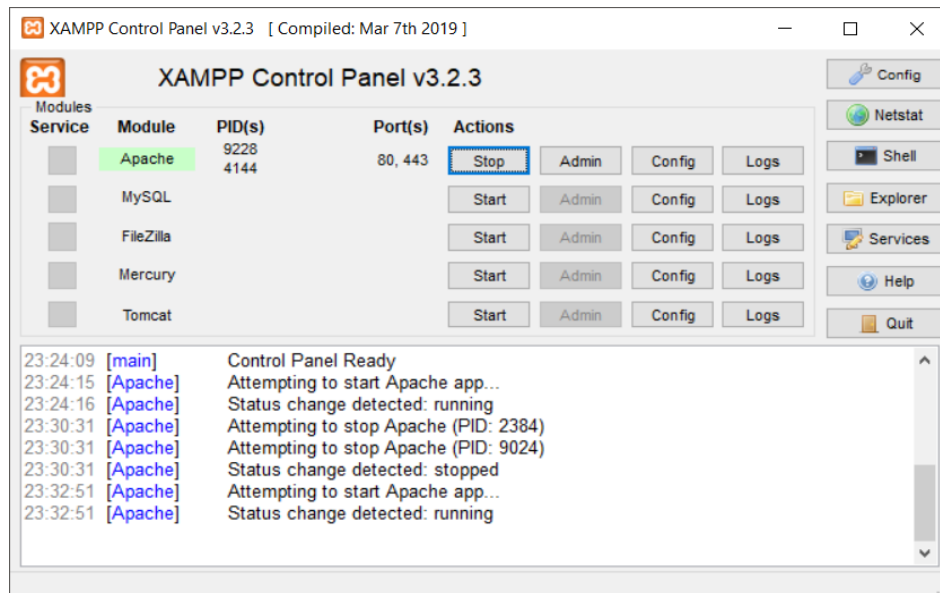 XAMPP Control Panel v3.2.3 [ Compiled: Mar 7th 2019 ]
XAMPP Control Panel v3.2.3
Modules
Service Module PID(s) Port(s) Actions
Apache 9228 4144 80, 443 Stop Admin Config Logs
MySQL Start Admin Config Logs
FileZilla Start Admin Config Logs
Mercury Start Admin Config Logs
Tomcat Start Admin Config Logs
Config
Netstat
Shell
Explorer
Services
Help
Quit
23:24:09 [main] Control Panel Ready
23:24:15 [Apache] Attempting to start Apache app...
23:24:16 [Apache] Status change detected: running
23:30:31 [Apache] Attempting to stop Apache (PID: 2384)
23:30:31 [Apache] Attempting to stop Apache (PID: 9024)
23:30:31 [Apache] Status change detected: stopped
23:32:51 [Apache] Attempting to start Apache app...
23:32:51 [Apache] Status change detected: running